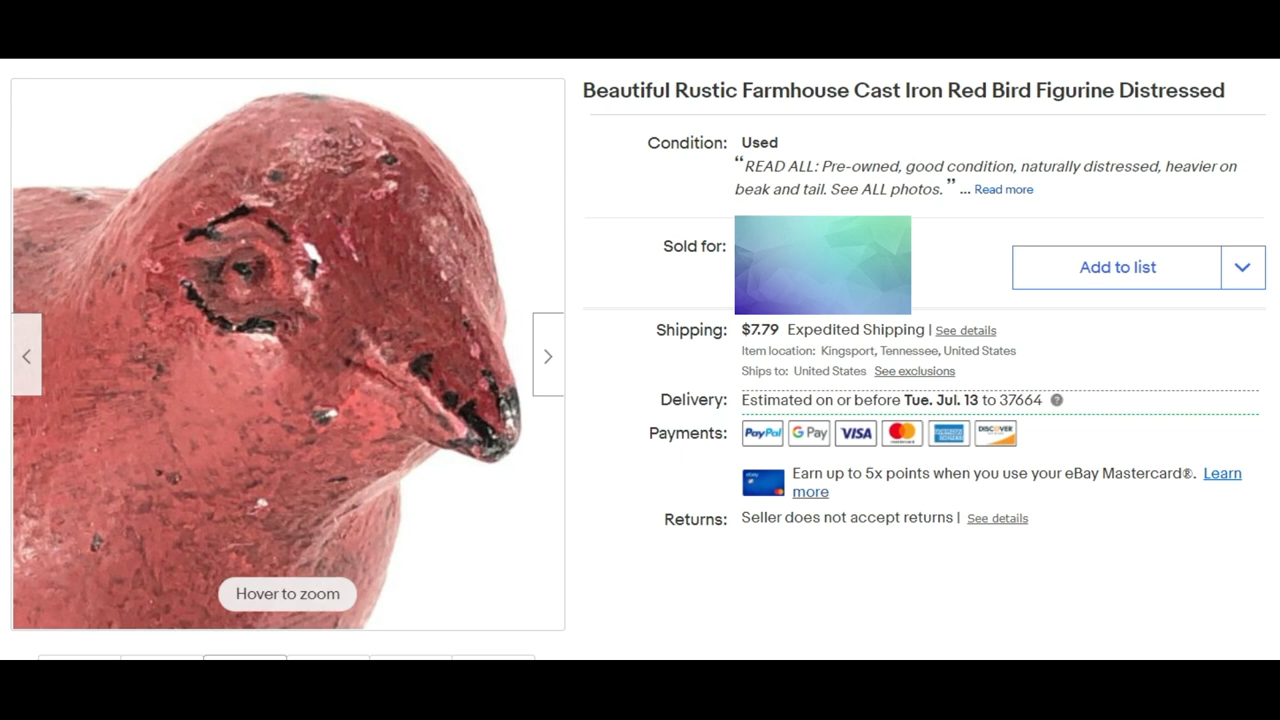 Beautiful Rustic Farmhouse Cast Iron Red Bird Figurine Distressed
Condition: Used
“READ ALL: Pre-owned, good condition, naturally distressed, heavier on
beak and tail. See ALL photos.” ... Read more
Sold for:
Add to list
Shipping: $7.79 Expedited Shipping | See details
Item location: Kingsport, Tennessee, United States
Ships to: United States See exclusions
Delivery: Estimated on or before Tue. Jul. 13 to 37664 ?
Payments: PayPal G Pay VISA mastercard AMERICAN EXPRESS DISCOVER
ebay Earn up to 5x points when you use your eBay Mastercard®. Learn
more
Returns: Seller does not accept returns | See details
Hover to zoom